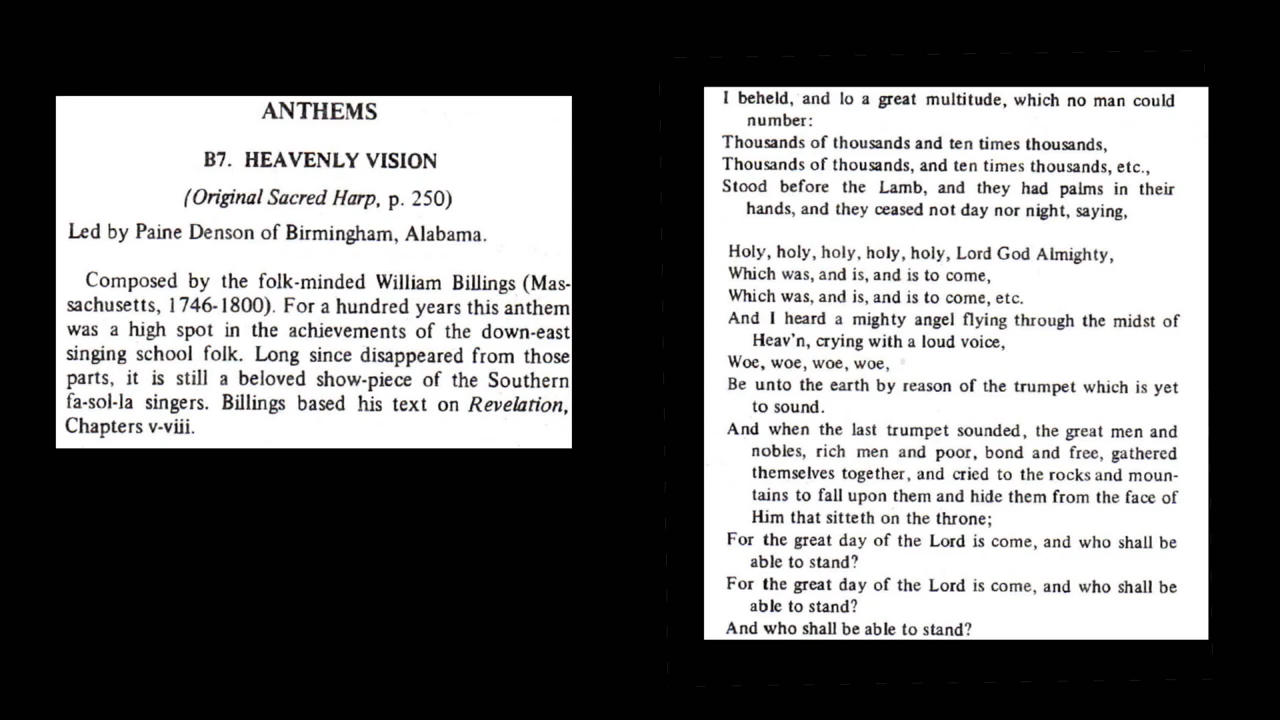 ANTHEMS
B7. HEAVENLY VISION
(Original Sacred Harp, p. 250)
Led by Paine Denson of Birmingham, Alabama.
Composed by the folk-minded William Billings (Mas-
sachusetts, 1746-1800). For a hundred years this anthem
was a high spot in the achievements of the down-east
singing school folk. Long since disappeared from those
parts, it is still a beloved show-piece of the Southern
fa-sol-la singers. Billings based his text on Revelation,
Chapters v-viii.
I beheld, and lo a great multitude, which no man could
number:
Thousands of thousands and ten times thousands,
Thousands of thousands, and ten times thousands, etc.,
Stood before the Lamb, and they had palms in their
hands, and they ceased not day nor night, saying,
Holy, holy, holy, holy, holy, Lord God Almighty,
Which was, and is, and is to come,
Which was, and is, and is to come, etc.
And I heard a mighty angel flying through the midst of
Heav'n, crying with a loud voice,
Woe, woe, woe, woe,
Be unto the earth by reason of the trumpet which is yet
to sound.
And when the last trumpet sounded, the great men and
nobles, rich men and poor, bond and free, gathered
themselves together, and cried to the rocks and moun-
tains to fall upon them and hide them from the face of
Him that sitteth on the throne;
For the great day of the Lord is come, and who shall be
able to stand?
For the great day of the Lord is come, and who shall be
able to stand?
And who shall be able to stand?